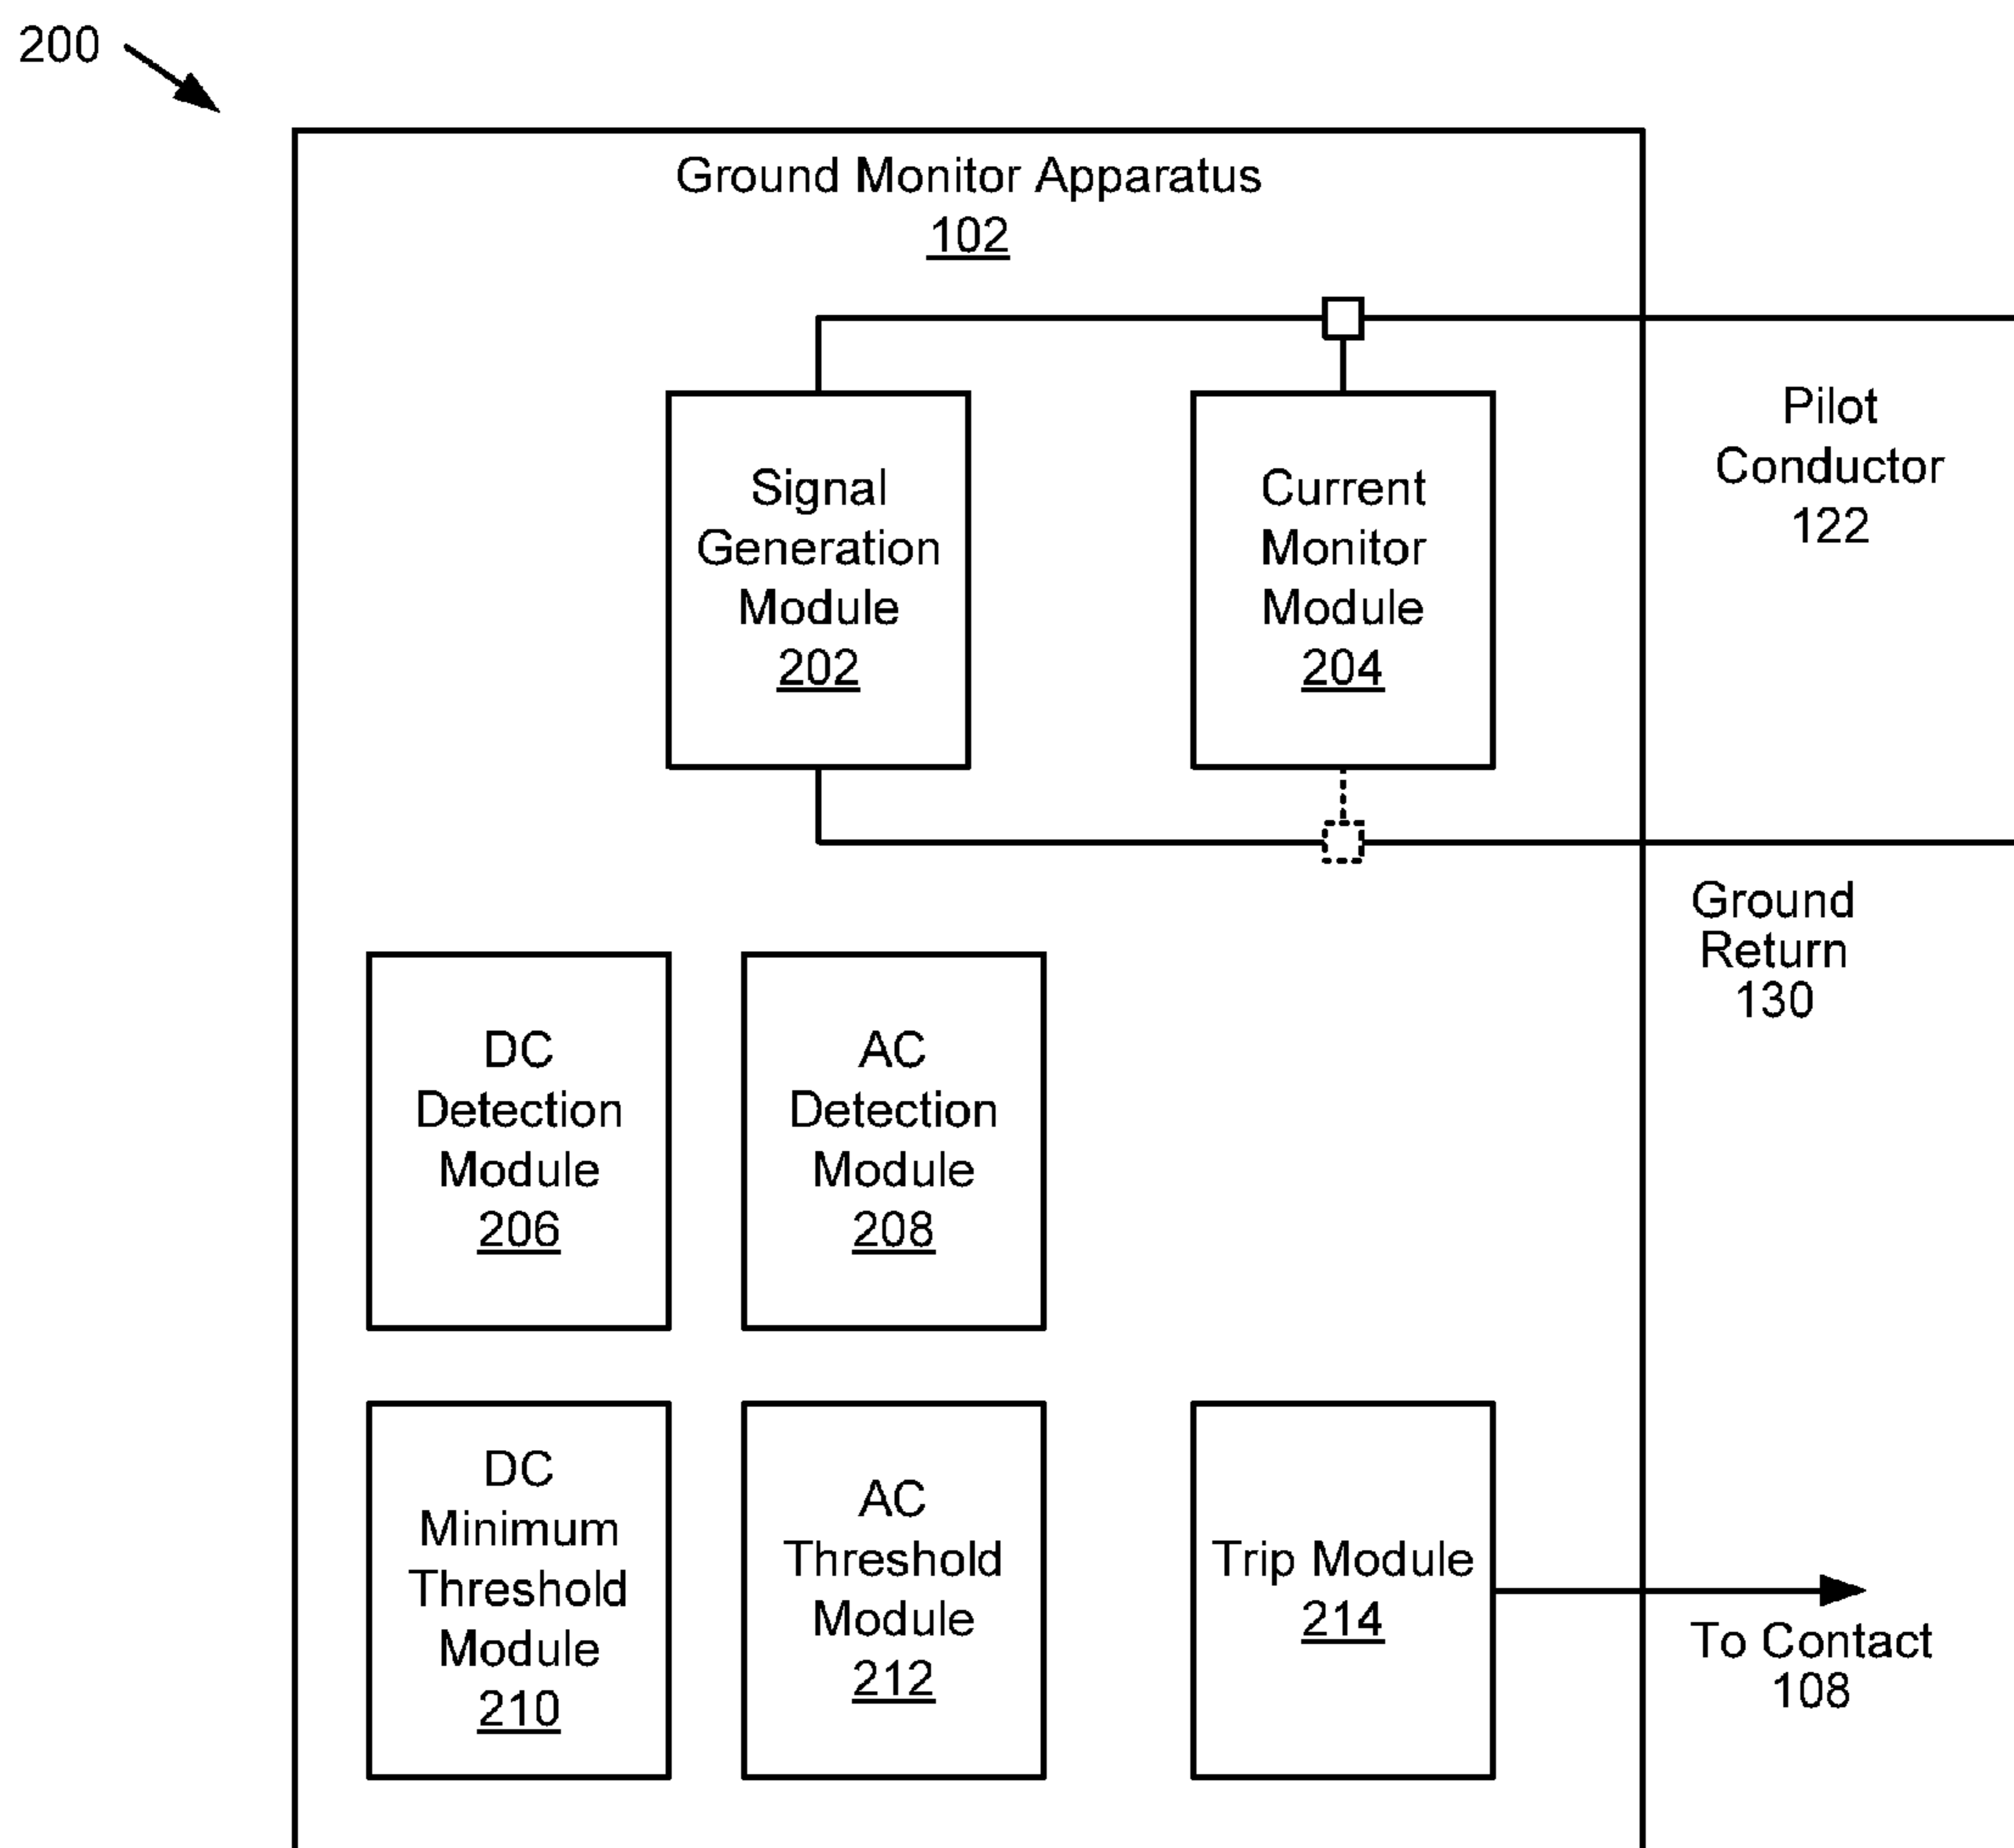 200
Ground Monitor Apparatus
102
Signal
Generation
Module
202
Current
Monitor
Module
204
Pilot
Conductor
122
Ground
Return
130
DC
Detection
Module
206
AC
Detection
Module
208
DC
Minimum
Threshold
Module
210
AC
Threshold
Module
212
Trip Module
214
To Contact
108